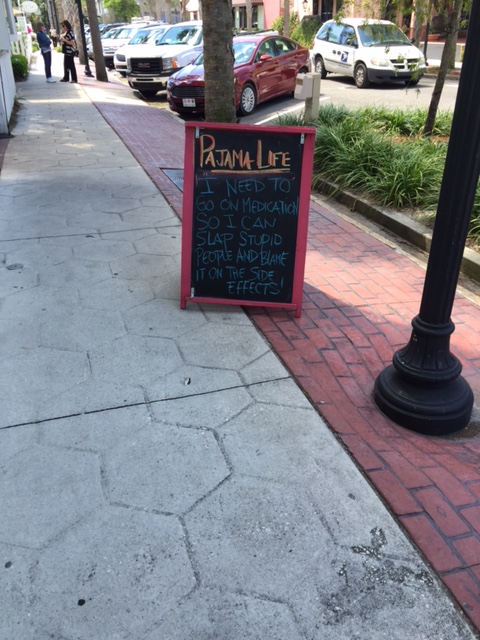 PAJAMA LIFE
"I NEED TO
GO ON MEDICATION
SO I CAN
SLAP STUPID
PEOPLE AND BLAME
IT ON THE SIDE
EFFECTS!